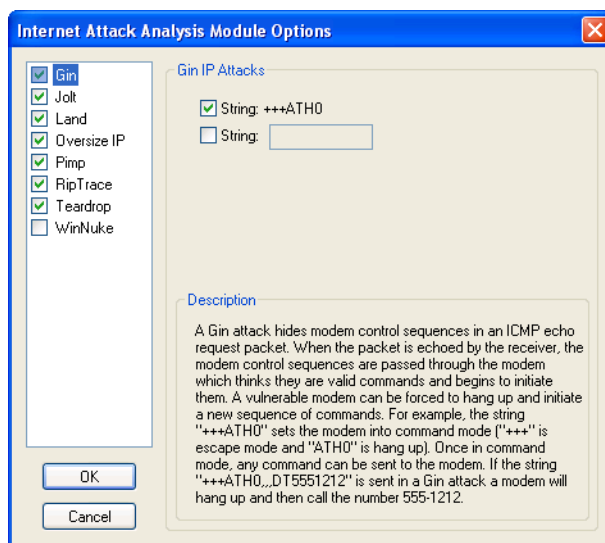 Internet Attack Analysis Module Options
Gin
Jolt
Land
Oversize IP
Pimp
RipTrace
Teardrop
WinNuke
OK
Cancel
Gin IP Attacks
String: +++ATH0
String:
Description
A Gin attack hides modem control sequences in an ICMP echo
request packet. When the packet is echoed by the receiver, the
modem control sequences are passed through the modem
which thinks they are valid commands and begins to initiate
them. A vulnerable modem can be forced to hang up and initiate
a new sequence of commands. For example, the string
"+++ATH0" sets the modem into command mode ("+++" is
escape mode and "ATH0" is hang up). Once in command
mode, any command can be sent to the modem. If the string
"+++ATH0,,,DT5551212" is sent in a Gin attack a modem will
hang up and then call the number 555-1212.